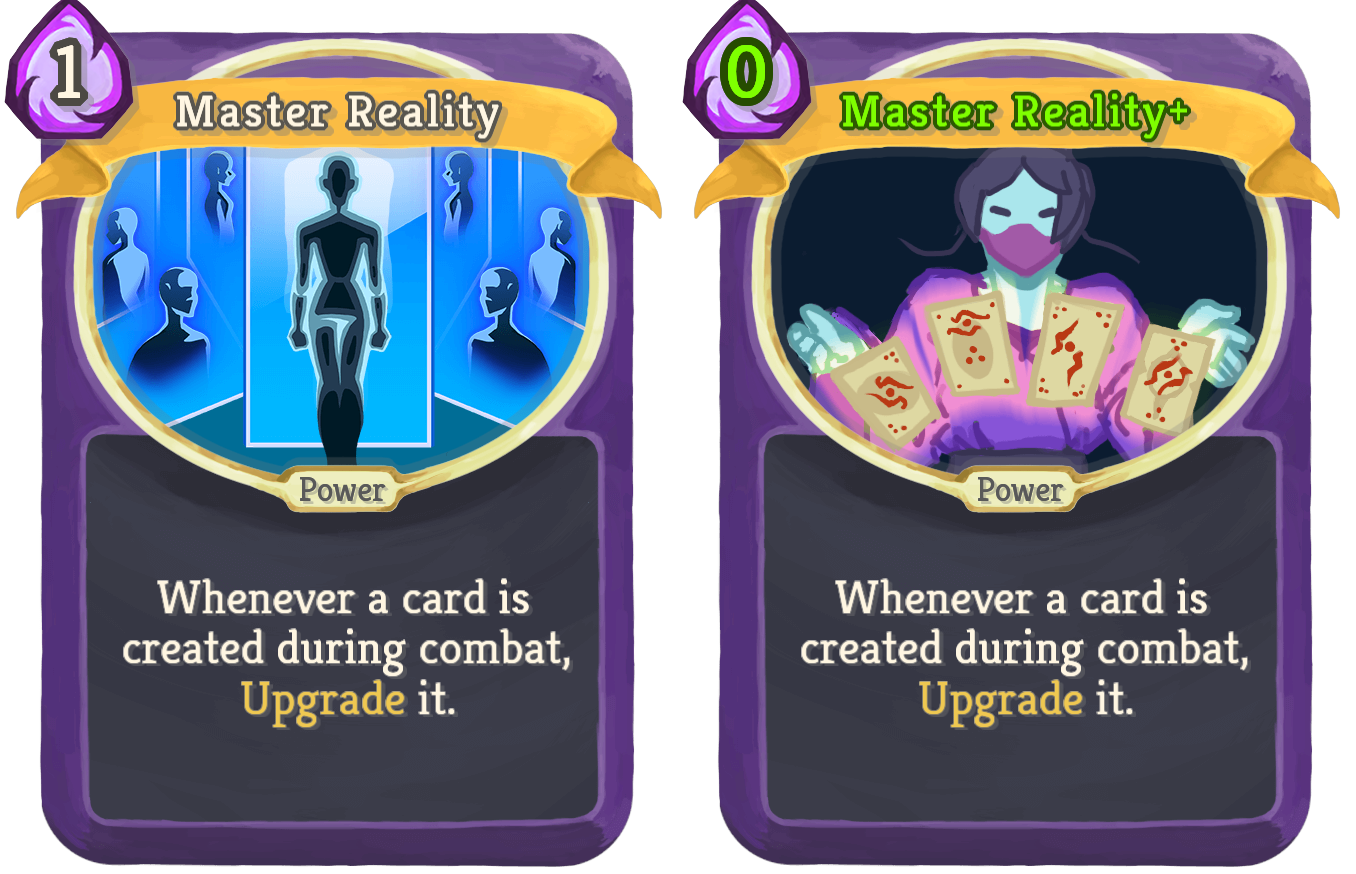 1
Master Reality
Power
Whenever a card is
created during combat,
Upgrade it.
0
Master Reality+
Power
Whenever a card is
created during combat,
Upgrade it.